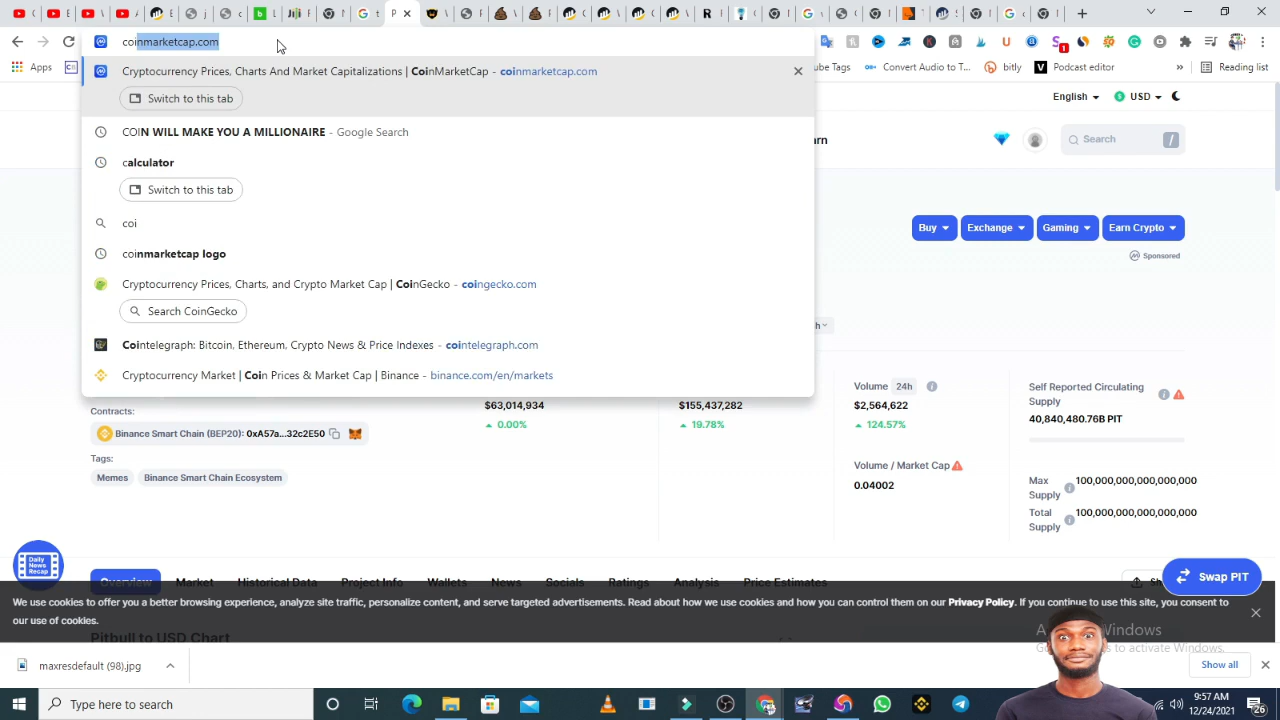 coinmarketcap.com
Apps
be Tags
Convert Audio to T...
bitly
Podcast editor
»
Reading list
Cryptocurrency Prices, Charts And Market Capitalizations | CoinMarketCap - coinmarketcap.com
Switch to this tab
COIN WILL MAKE YOU A MILLIONAIRE - Google Search
calculator
Switch to this tab
coi
coinmarketcap logo
Cryptocurrency Prices, Charts, and Crypto Market Cap | CoinGecko - coingecko.com
Search CoinGecko
Cointelegraph: Bitcoin, Ethereum, Crypto News & Price Indexes - cointelegraph.com
Cryptocurrency Market | Coin Prices & Market Cap | Binance - binance.com/en/markets
English
USD
arn
Search /
Buy Exchange Gaming Earn Crypto
Sponsored
Contracts:
Binance Smart Chain (BEP20): 0xA57a...32c2E50
Tags:
Memes Binance Smart Chain Ecosystem
$63,014,934
0.00%
$155,437,282
19.78%
Volume 24h
$2,564,622
124.57%
Volume / Market Cap
0.04002
Self Reported Circulating
Supply
40,840,480.76B PIT
Max
Supply
100,000,000,000,000,000
Total
Supply
100,000,000,000,000,000
Daily
News
Recap
Overview Market Historical Data Project Info Wallets News Socials Ratings Analysis Price Estimates
Swap PIT
We use cookies to offer you a better browsing experience, analyze site traffic, personalize content, and serve targeted advertisements. Read about how we use cookies and how you can control them on our Privacy Policy. If you continue to use this site, you consent to
our use of cookies.
Pitbull to USD Chart
Windows
to activate Windows.
maxresdefault (98).jpg
Show all
Type here to search
9:57 AM
12/24/2021